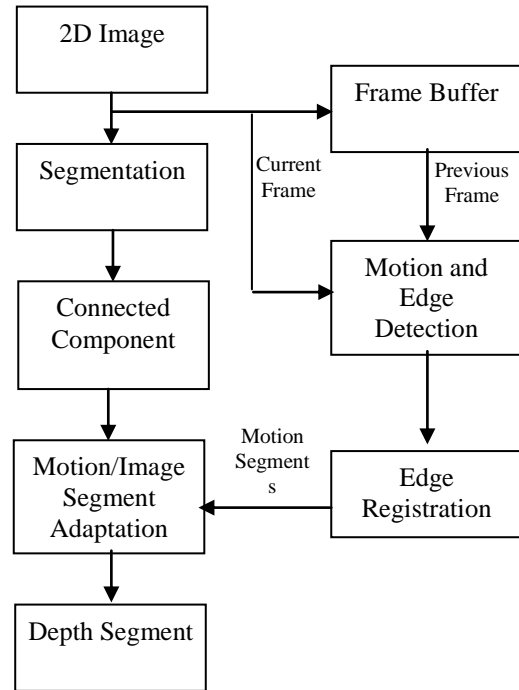 2D Image
Frame Buffer
Segmentation
Current
Frame
Previous
Frame
Motion and
Edge
Detection
Connected
Component
Motion
Segment
s
Motion/Image
Segment
Adaptation
Edge
Registration
Depth Segment